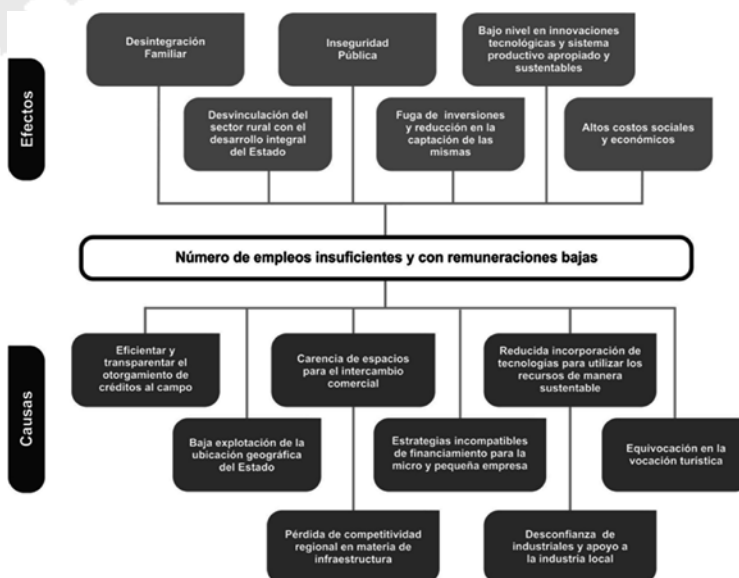 Efectos
Desintegración
Familiar
Inseguridad
Pública
Bajo nivel en innovaciones
tecnológicas y sistema
productivo apropiado y
sustentables
Desvinculación del
sector rural con el
desarrollo integral
del Estado
Fuga de inversiones
y reducción en la
captación de las
mismas
Altos costos sociales
y económicos
Número de empleos insuficientes y con remuneraciones bajas
Causas
Eficientar y
transparentar el
otorgamiento de
créditos al campo
Carencia de espacios
para el intercambio
comercial
Reducida incorporación de
tecnologías para utilizar los
recursos de manera
sustentable
Baja explotación de la
ubicación geográfica
del Estado
Estrategias incompatibles
de financiamiento para la
micro y pequeña empresa
Equivocación en la
vocación turística
Pérdida de competitividad
regional en materia de
infraestructura
Desconfianza de
industriales y apoyo a
la industria local